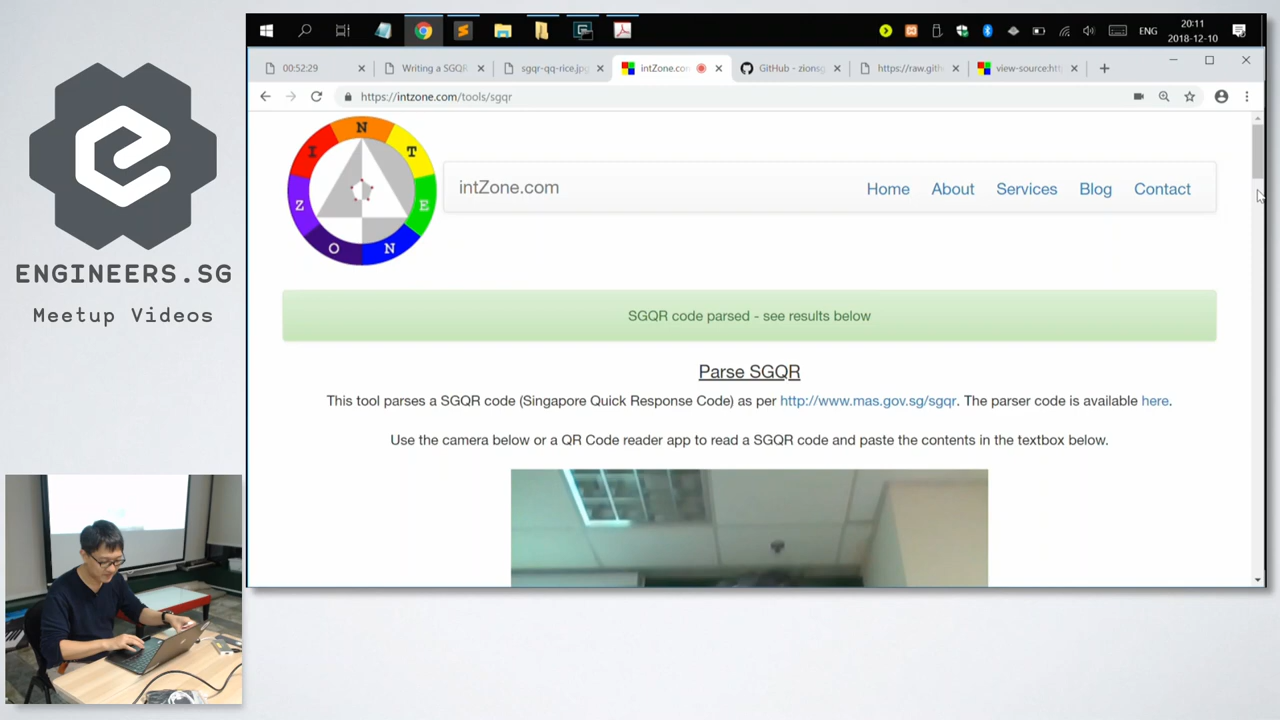 ENGINEERS.SG
Meetup Videos
ENG
20:11
2018-12-10
00:52:29
Writing a SGQR
sgqr-qq-rice.jpg
intZone.com
GitHub - zionsg
https://raw.gith
view-source:htt
https://intzone.com/tools/sgqr
I N T E N O Z
intZone.com
Home About Services Blog Contact
SGQR code parsed - see results below
Parse SGQR
This tool parses a SGQR code (Singapore Quick Response Code) as per http://www.mas.gov.sg/sgqr. The parser code is available here.
Use the camera below or a QR Code reader app to read a SGQR code and paste the contents in the textbox below.